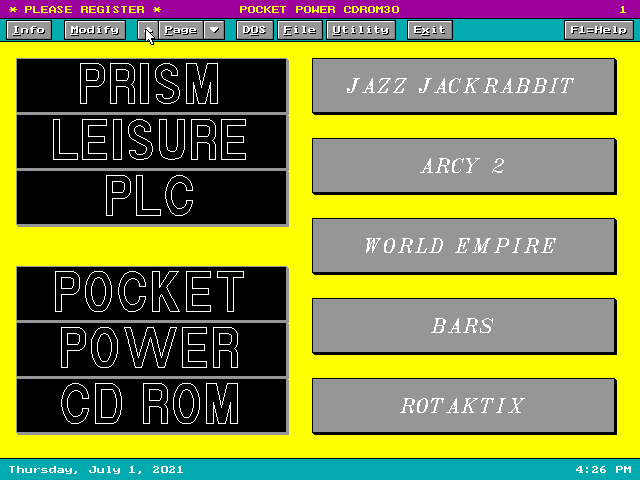 * PLEASE REGISTER * POCKET POWER CDROM30 1
Info Modify Page DOS File Utility Exit F1=Help
PRISM
LEISURE
PLC
POCKET
POWER
CD ROM
JAZZ JACKRABBIT
ARCY 2
WORLD EMPIRE
BARS
ROTAKTIX
Thursday, July 1, 2021 4:26 PM